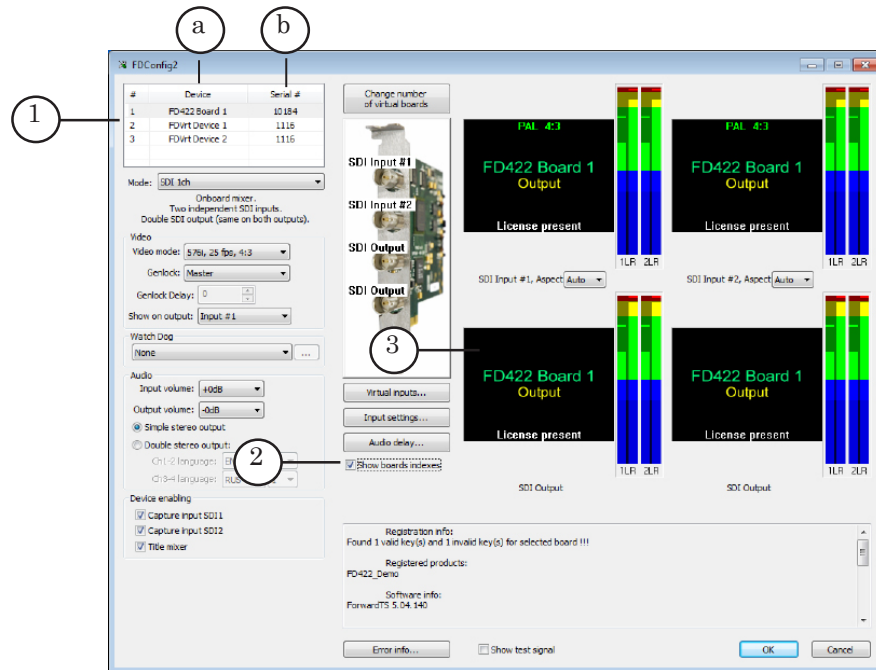 a
b
1
FDConfig2
# Device Serial #
1 FD422 Board 1 10184
2 FDVrt Device 1 1116
3 FDVrt Device 2 1116
Mode: SDI 1ch
Onboard mixer.
Two independent SDI inputs.
Double SDI output (same on both outputs).
Video
Video mode: 576i, 25 fps, 4:3
Genlock: Master
Genlock Delay: 0
Show on output: Input #1
Watch Dog
None
...
Audio
Input volume: +0dB
Output volume: -0dB
Simple stereo output
Double stereo output:
Ch1-2 language:
Ch3-4 language:
Device enabling
Capture input SDI1
Capture input SDI2
Title mixer
Change number
of virtual boards
SDI Input #1
SDI Input #2
SDI Output
SDI Output
3
Virtual inputs...
Input settings...
Audio delay...
2
Show boards indexes
PAL 4:3
FD422 Board 1
Output
License present
1LR 2LR
SDI Input #1, Aspect Auto
PAL 4:3
FD422 Board 1
Output
License present
1LR 2LR
SDI Input #2, Aspect Auto
FD422 Board 1
Output
License present
1LR 2LR
SDI Output
FD422 Board 1
Output
License present
1LR 2LR
SDI Output
Registration info:
Found 1 valid key(s) and 1 invalid key(s) for selected board !!!
Registered products:
FD422_Demo
Software info:
ForwardTS 5.04.140
Error info...
Show test signal
OK
Cancel